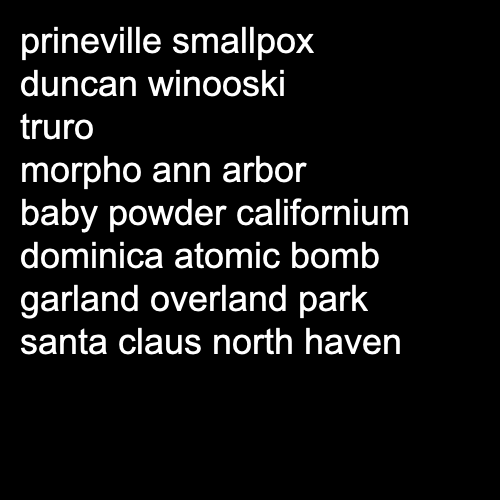 prineville smallpox
duncan winooski
truro
morpho ann arbor
baby powder californium
dominica atomic bomb
garland overland park
santa claus north haven